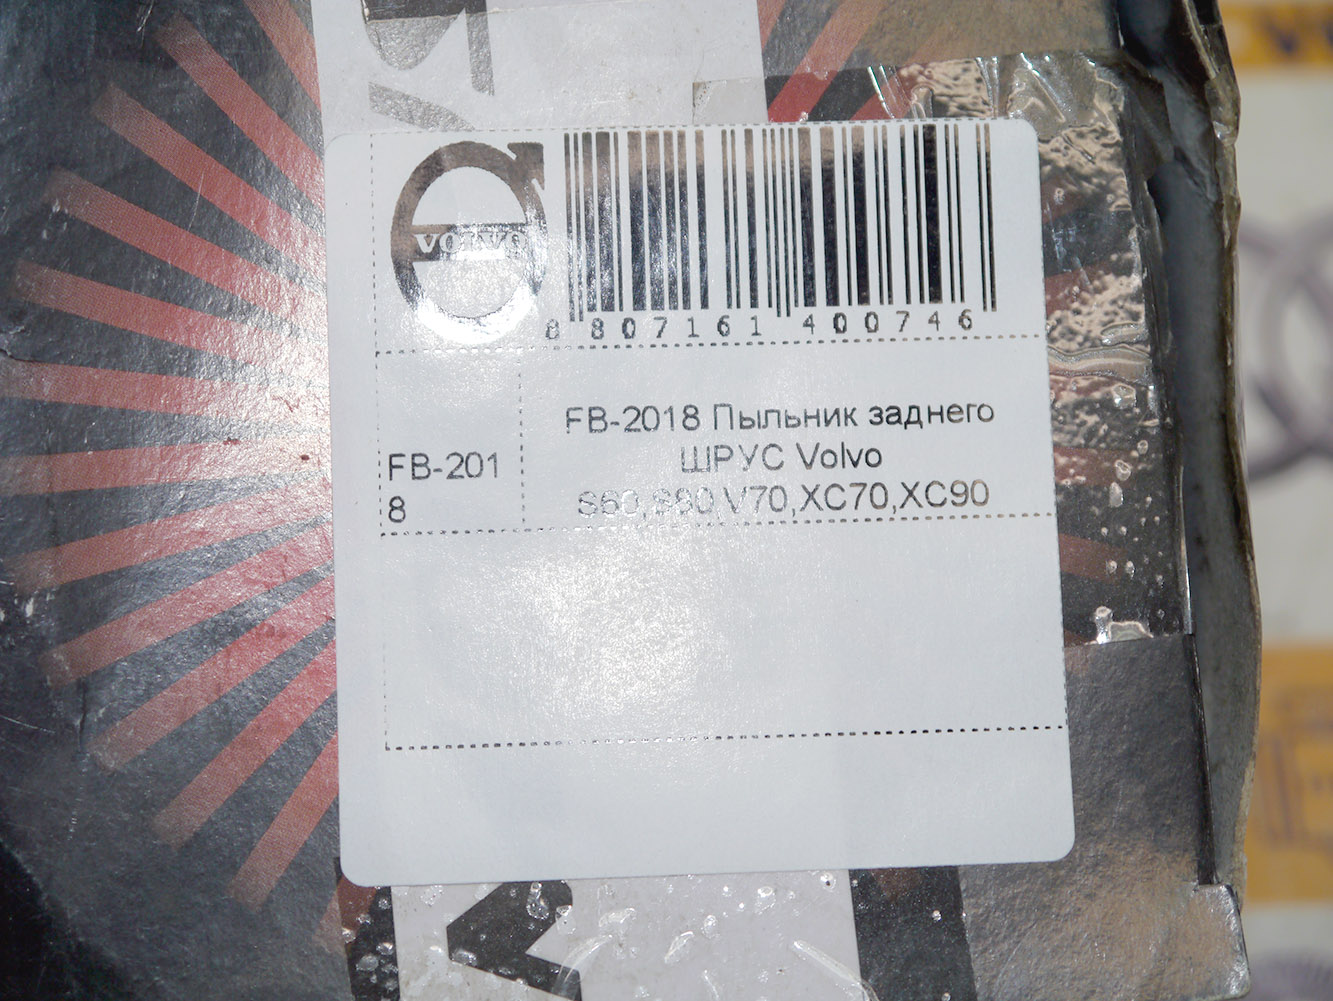 VOLVO
8 807161 400746
FB-2018 Пыльник заднего
ШРУС Volvo
S60,S80,V70,XC70,XC90
FB-201
8